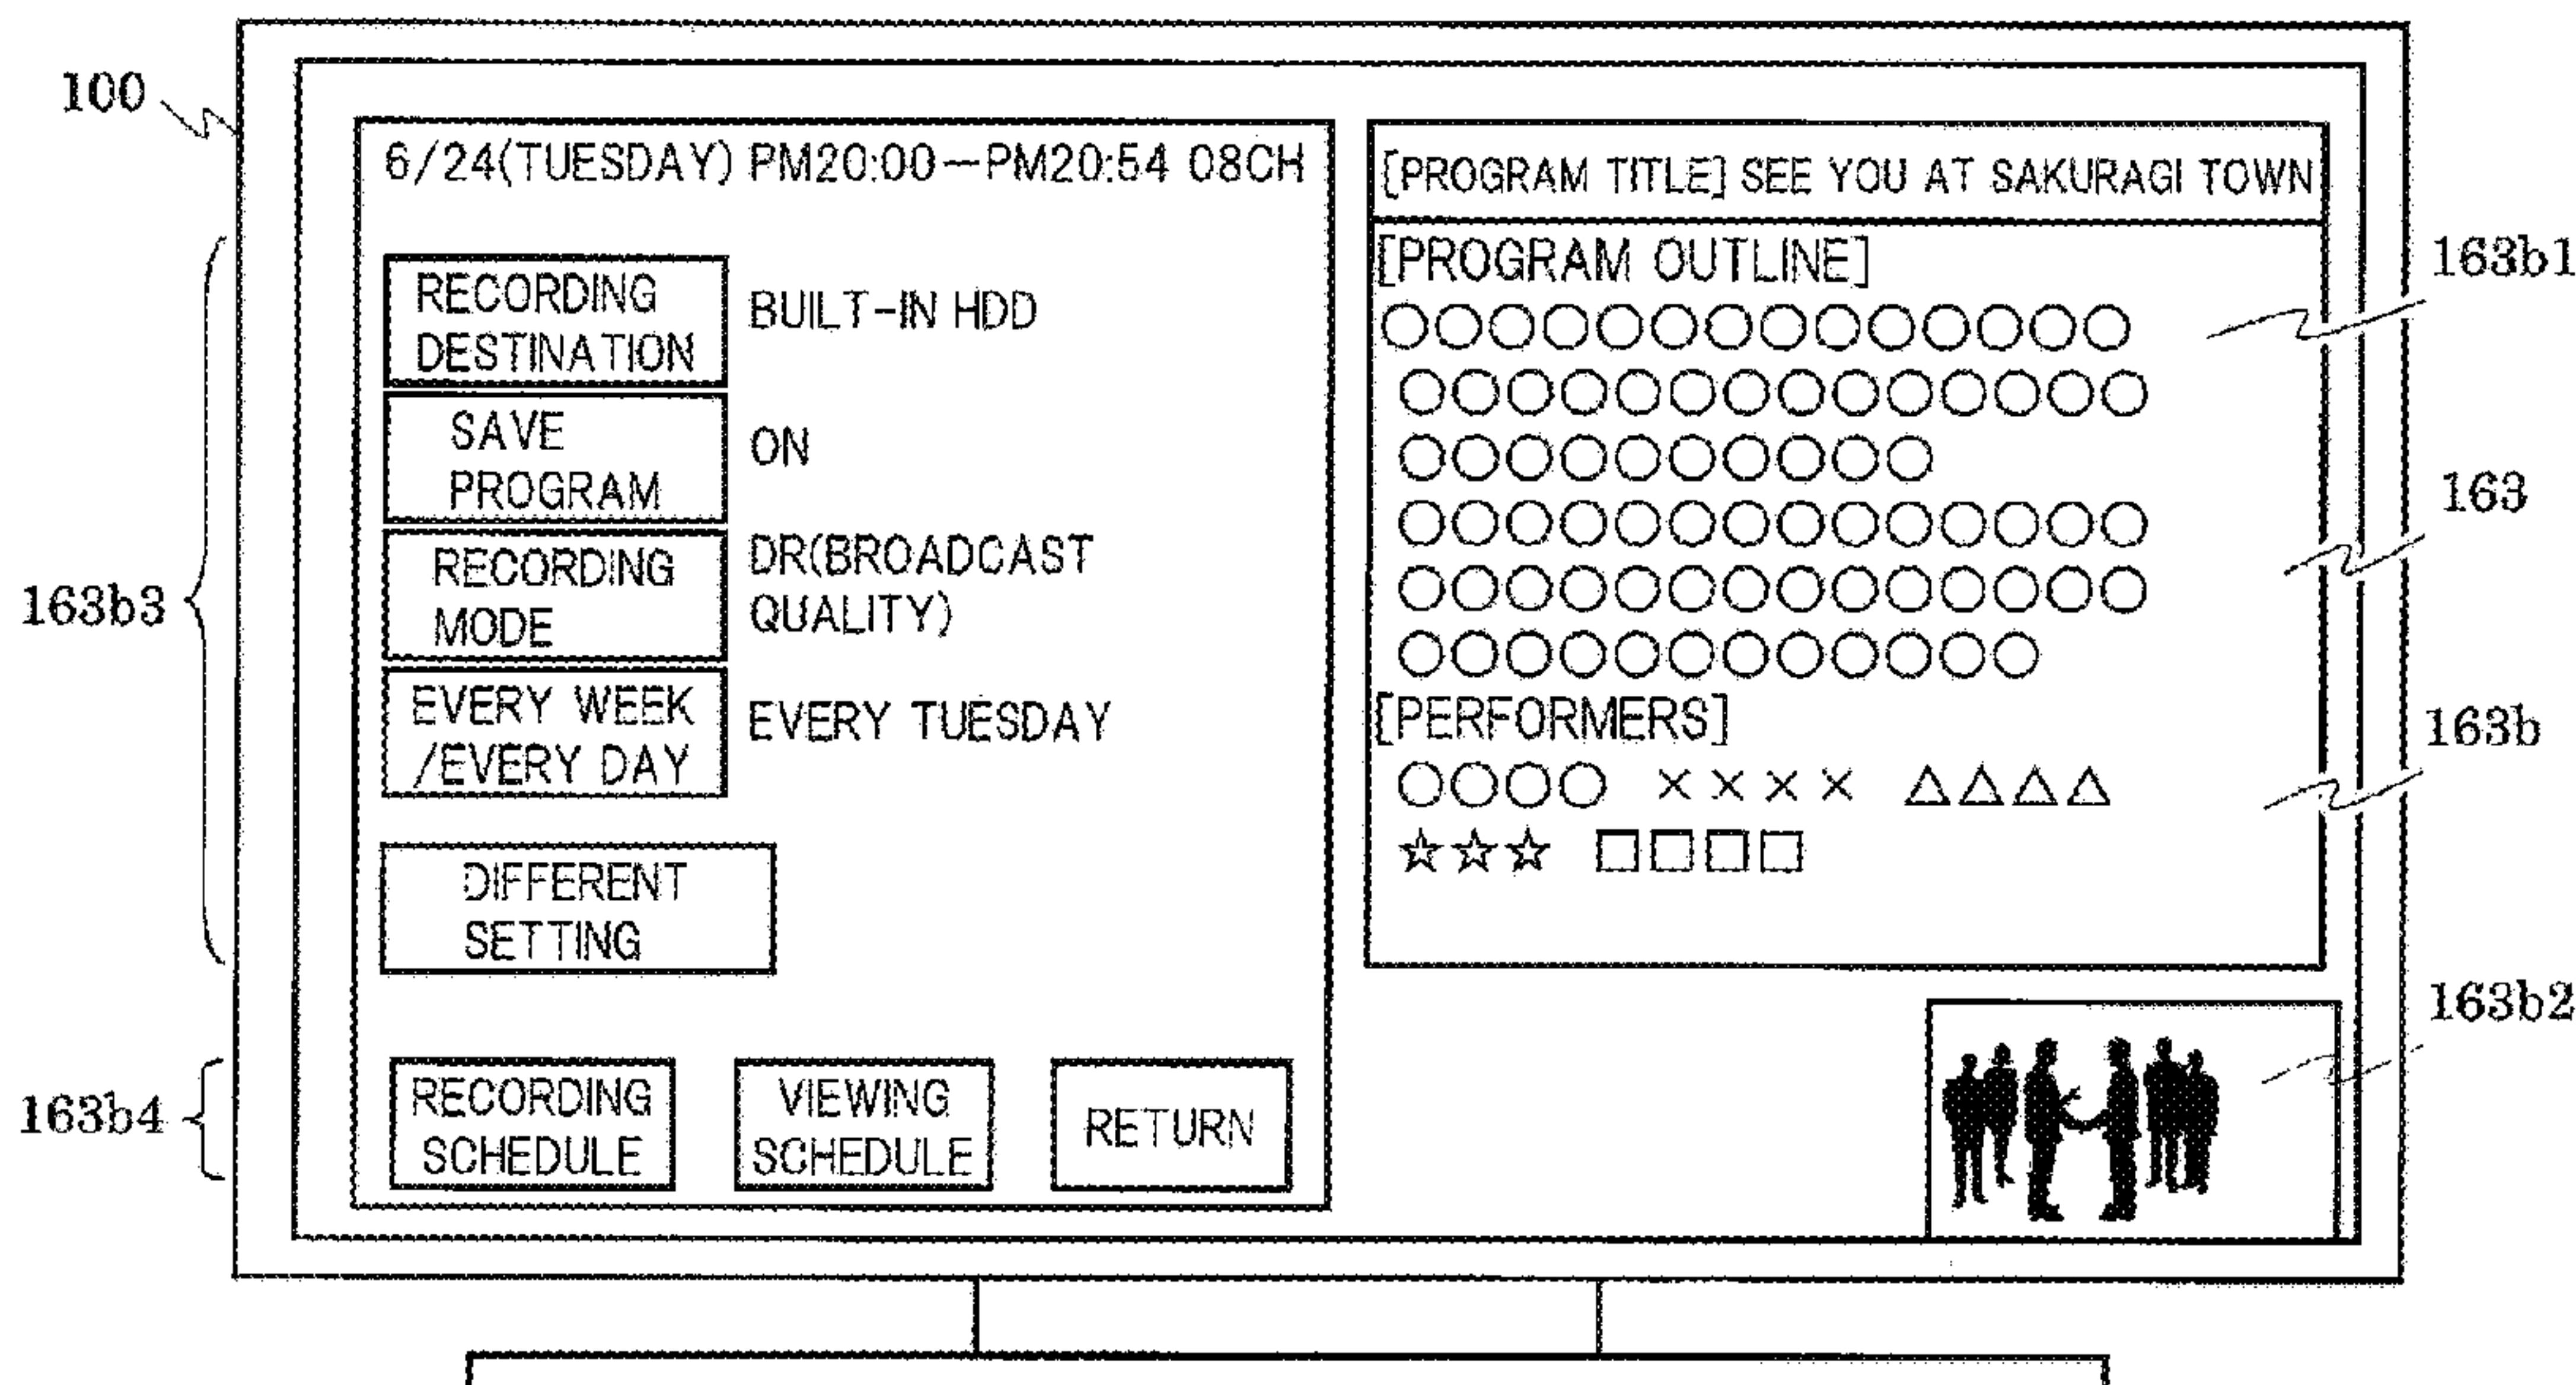 100
6/24(TUESDAY) PM20:00－PM20:54 08CH
RECORDING
DESTINATION
BUILT-IN HDD
SAVE
PROGRAM
ON
RECORDING
MODE
DR(BROADCAST
QUALITY)
EVERY WEEK
/EVERY DAY
EVERY TUESDAY
DIFFERENT
SETTING
163b3
RECORDING
SCHEDULE
VIEWING
SCHEDULE
RETURN
163b4
[PROGRAM TITLE] SEE YOU AT SAKURAGI TOWN
[PROGRAM OUTLINE]
○○○○○○○○○○○○○○
○○○○○○○○○○○○○○
○○○○○○○○○○
○○○○○○○○○○○○○○
○○○○○○○○○○○○○○
○○○○○○○○○○○○
[PERFORMERS]
○○○○ ×××× △△△△
☆☆☆ □□□□
163b1
163
163b
163b2